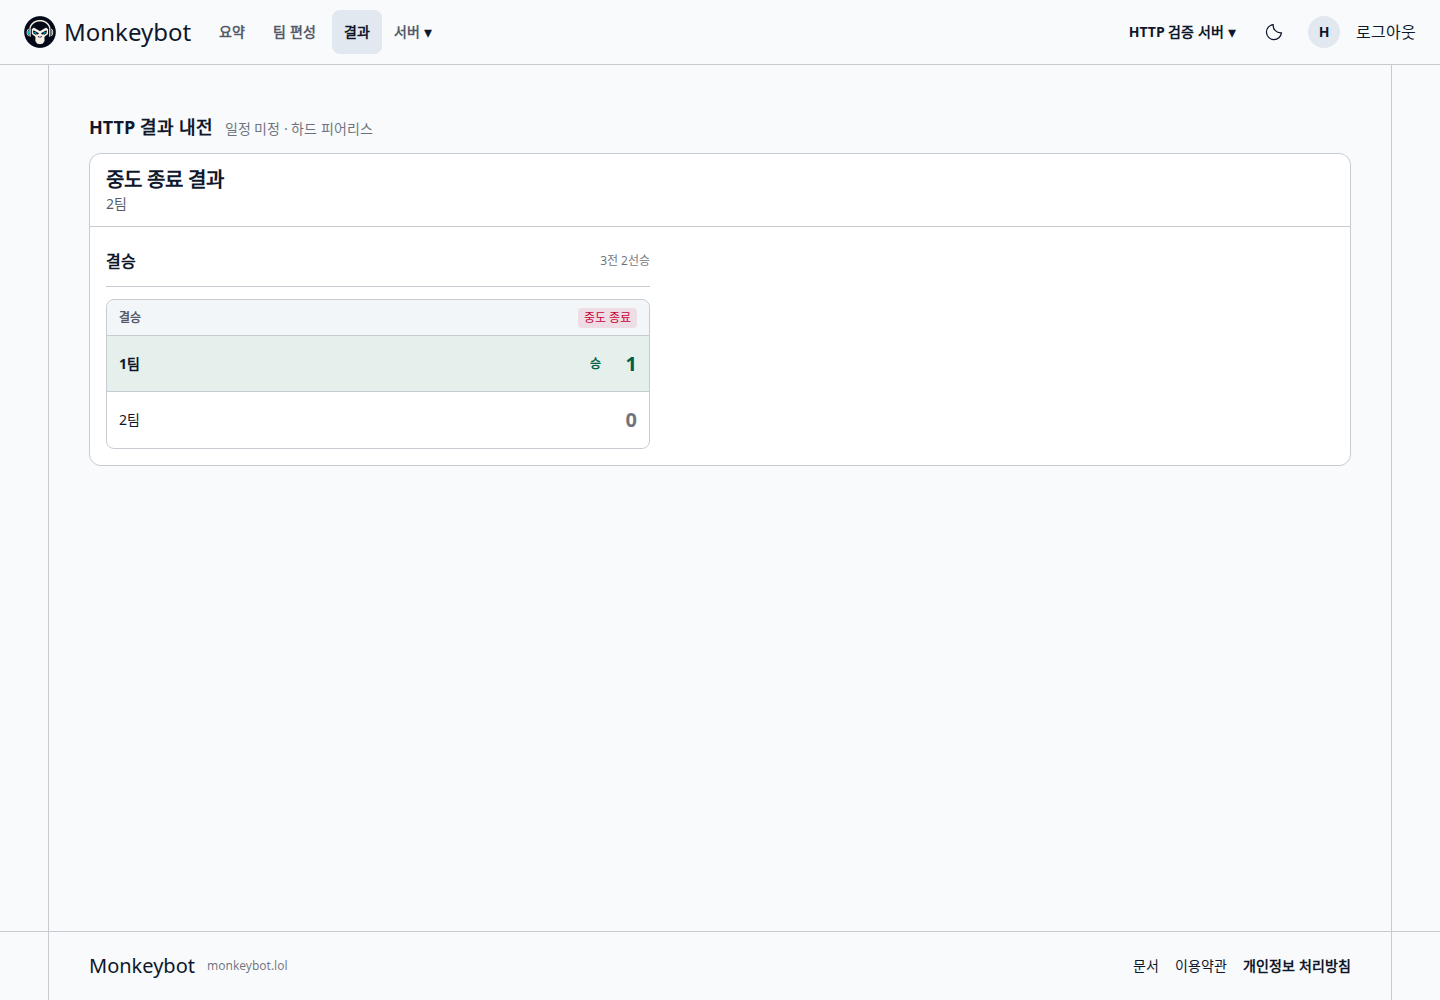 Monkeybot 요약 팀 편성 결과 서버 ▾ HTTP 검증 서버 ▾ H 로그아웃
HTTP 결과 내전 일정 미정 · 하드 피어리스
중도 종료 결과
2팀
결승 3전 2선승
결승 중도 종료
1팀 승 1
2팀 0
Monkeybot monkeybot.lol 문서 이용약관 개인정보 처리방침